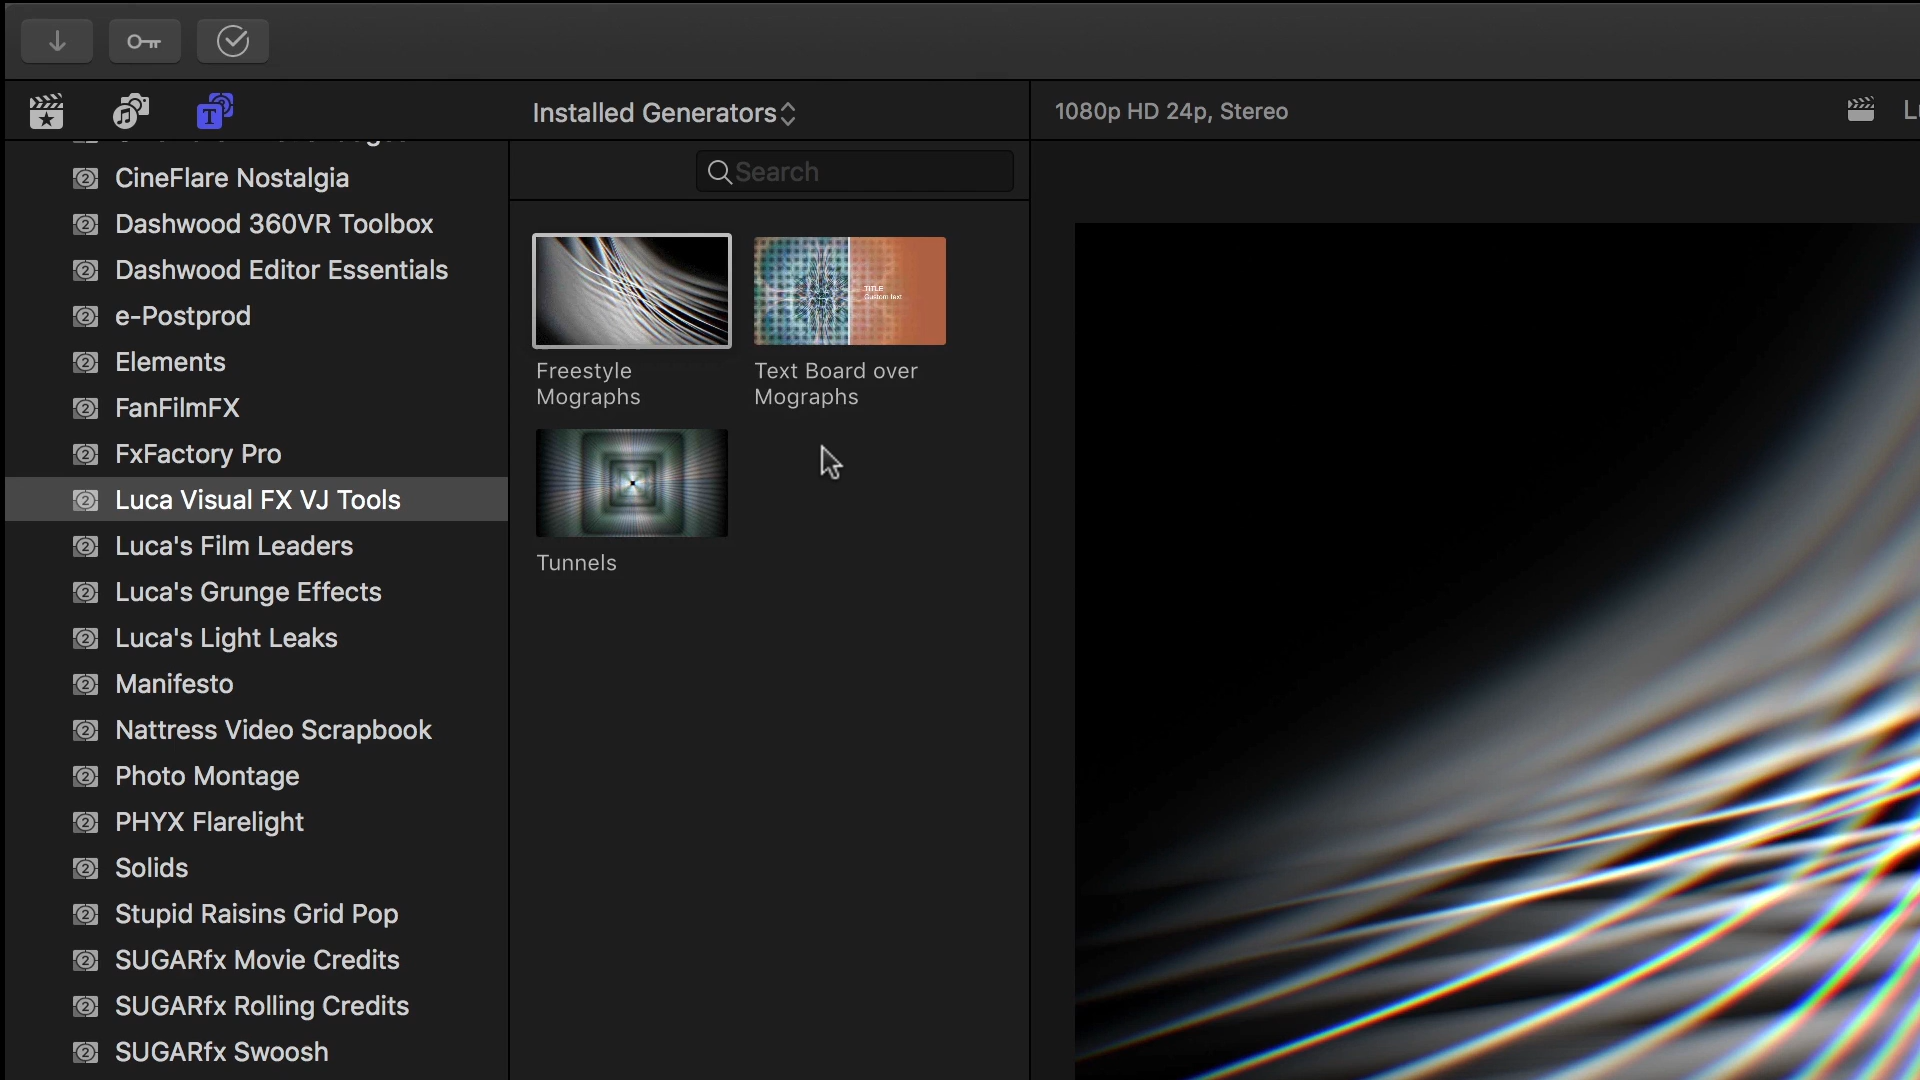 Installed Generators
1080p HD 24p, Stereo
Search
CineFlare Nostalgia
Dashwood 360VR Toolbox
Dashwood Editor Essentials
e-Postprod
Elements
FanFilmFX
FxFactory Pro
Luca Visual FX VJ Tools
Luca's Film Leaders
Luca's Grunge Effects
Luca's Light Leaks
Manifesto
Nattress Video Scrapbook
Photo Montage
PHYX Flarelight
Solids
Stupid Raisins Grid Pop
SUGARfx Movie Credits
SUGARfx Rolling Credits
SUGARfx Swoosh
TITLE
Custom text
Freestyle
Mographs
Text Board over
Mographs
Tunnels